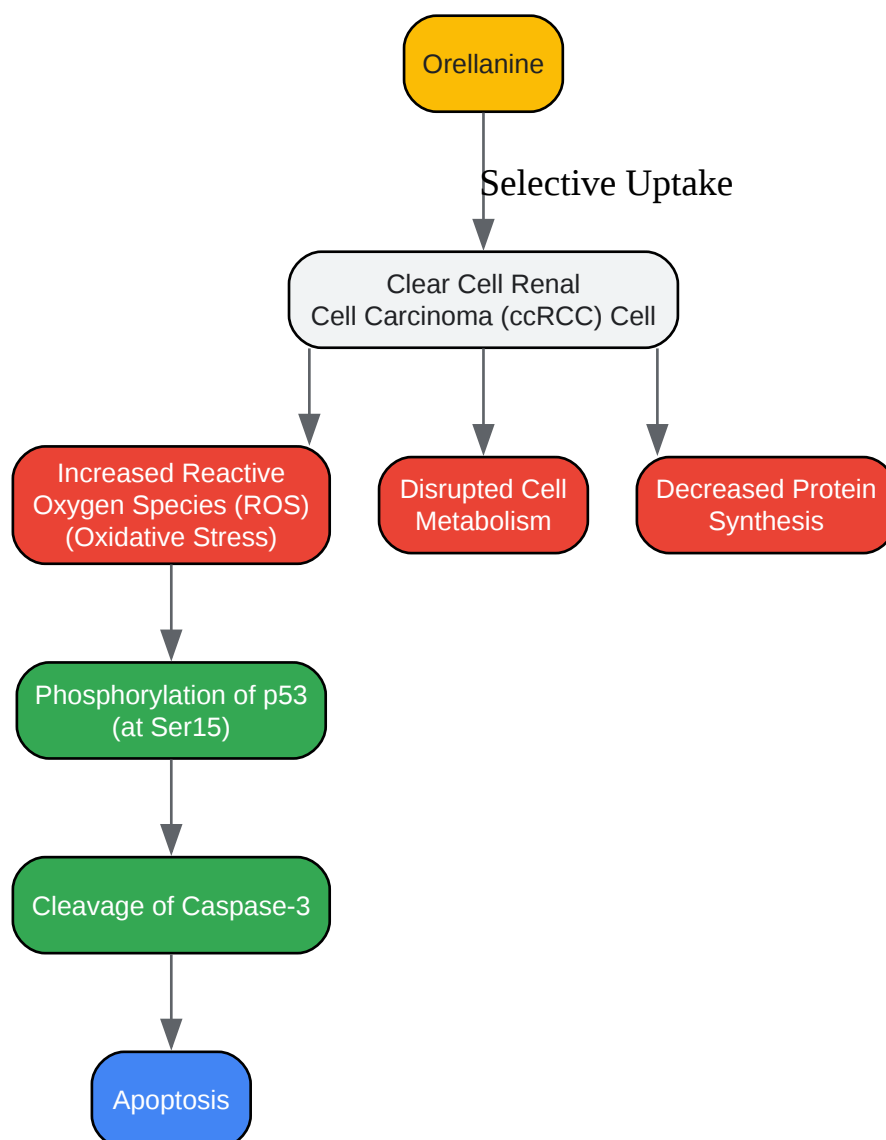 Orellanine
Selective Uptake
Clear Cell Renal
Cell Carcinoma (ccRCC) Cell
Increased Reactive
Oxygen Species (ROS)
(Oxidative Stress)
Disrupted Cell
Metabolism
Decreased Protein
Synthesis
Phosphorylation of p53
(at Ser15)
Cleavage of Caspase-3
Apoptosis